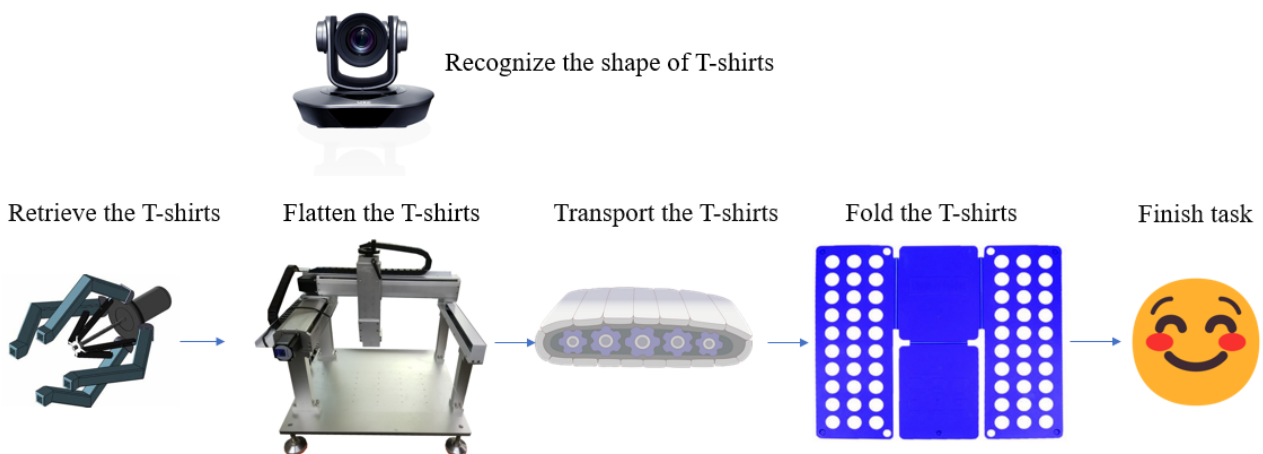 Recognize the shape of T-shirts
Retrieve the T-shirts
Flatten the T-shirts
Transport the T-shirts
Fold the T-shirts
Finish task